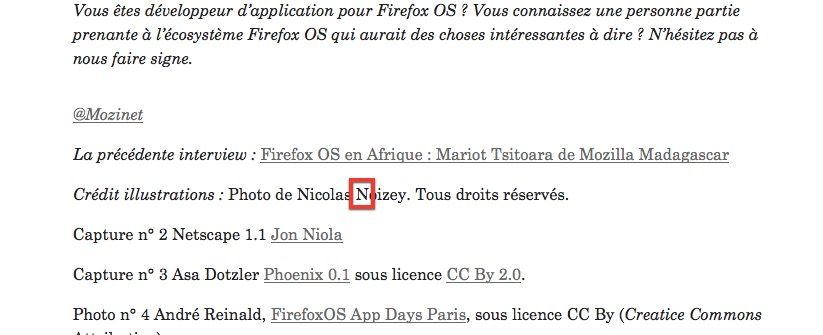 Vous êtes développeur d’application pour Firefox OS ? Vous connaissez une personne partie
prenante à l’écosystème Firefox OS qui aurait des choses intéressantes à dire ? N’hésitez pas à
nous faire signe.
@Mozinet
La précédente interview : Firefox OS en Afrique : Mariot Tsitoara de Mozilla Madagascar
Crédit illustrations : Photo de Nicolas Noizey. Tous droits réservés.
Capture n° 2 Netscape 1.1 Jon Niola
Capture n° 3 Asa Dotzler Phoenix 0.1 sous licence CC By 2.0.
Photo n° 4 André Reinald, FirefoxOS App Days Paris, sous licence CC By (Creatice Commons